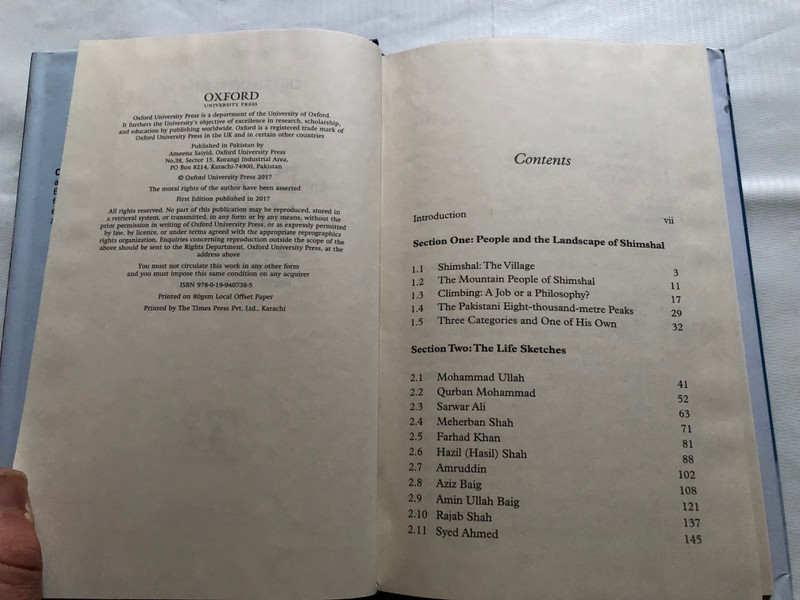 OXFORD
UNIVERSITY PRESS
Oxford University Press is a department of the University of Oxford.
It furthers the University's objective of excellence in research, scholarship,
and education by publishing worldwide. Oxford is a registered trade mark of
Oxford University Press in the UK and in certain other countries
Published in Pakistan by
Ameena Saiyid, Oxford University Press
No.38, Sector 15, Korangi Industrial Area,
PO Box 8214, Karachi-74900, Pakistan
© Oxford University Press 2017
The moral rights of the author have been asserted
First Edition published in 2017
All rights reserved. No part of this publication may be reproduced, stored in
a retrieval system, or transmitted, in any form or by any means, without the
prior permission in writing of Oxford University Press, or as expressly permitted
by law, by licence, or under terms agreed with the appropriate reprographics
rights organization. Enquiries concerning reproduction outside the scope of the
above should be sent to the Rights Department, Oxford University Press, at the
address above
You must not circulate this work in any other form
and you must impose this same condition on any acquirer
ISBN 978-0-19-940738-5
Printed on 80gsm Local Offset Paper
Printed by The Times Press Pvt. Ltd., Karachi
Contents
Introduction vii
Section One: People and the Landscape of Shimshal
1.1 Shimshal: The Village 3
1.2 The Mountain People of Shimshal 11
1.3 Climbing: A Job or a Philosophy? 17
1.4 The Pakistani Eight-thousand-metre Peaks 29
1.5 Three Categories and One of His Own 32
Section Two: The Life Sketches
2.1 Mohammad Ullah 41
2.2 Qurban Mohammad 52
2.3 Sarwar Ali 63
2.4 Meherban Shah 71
2.5 Farhad Khan 81
2.6 Hazil (Hasil) Shah 88
2.7 Amruddin 102
2.8 Aziz Baig 108
2.9 Amin Ullah Baig 121
2.10 Rajab Shah 137
2.11 Syed Ahmed 145